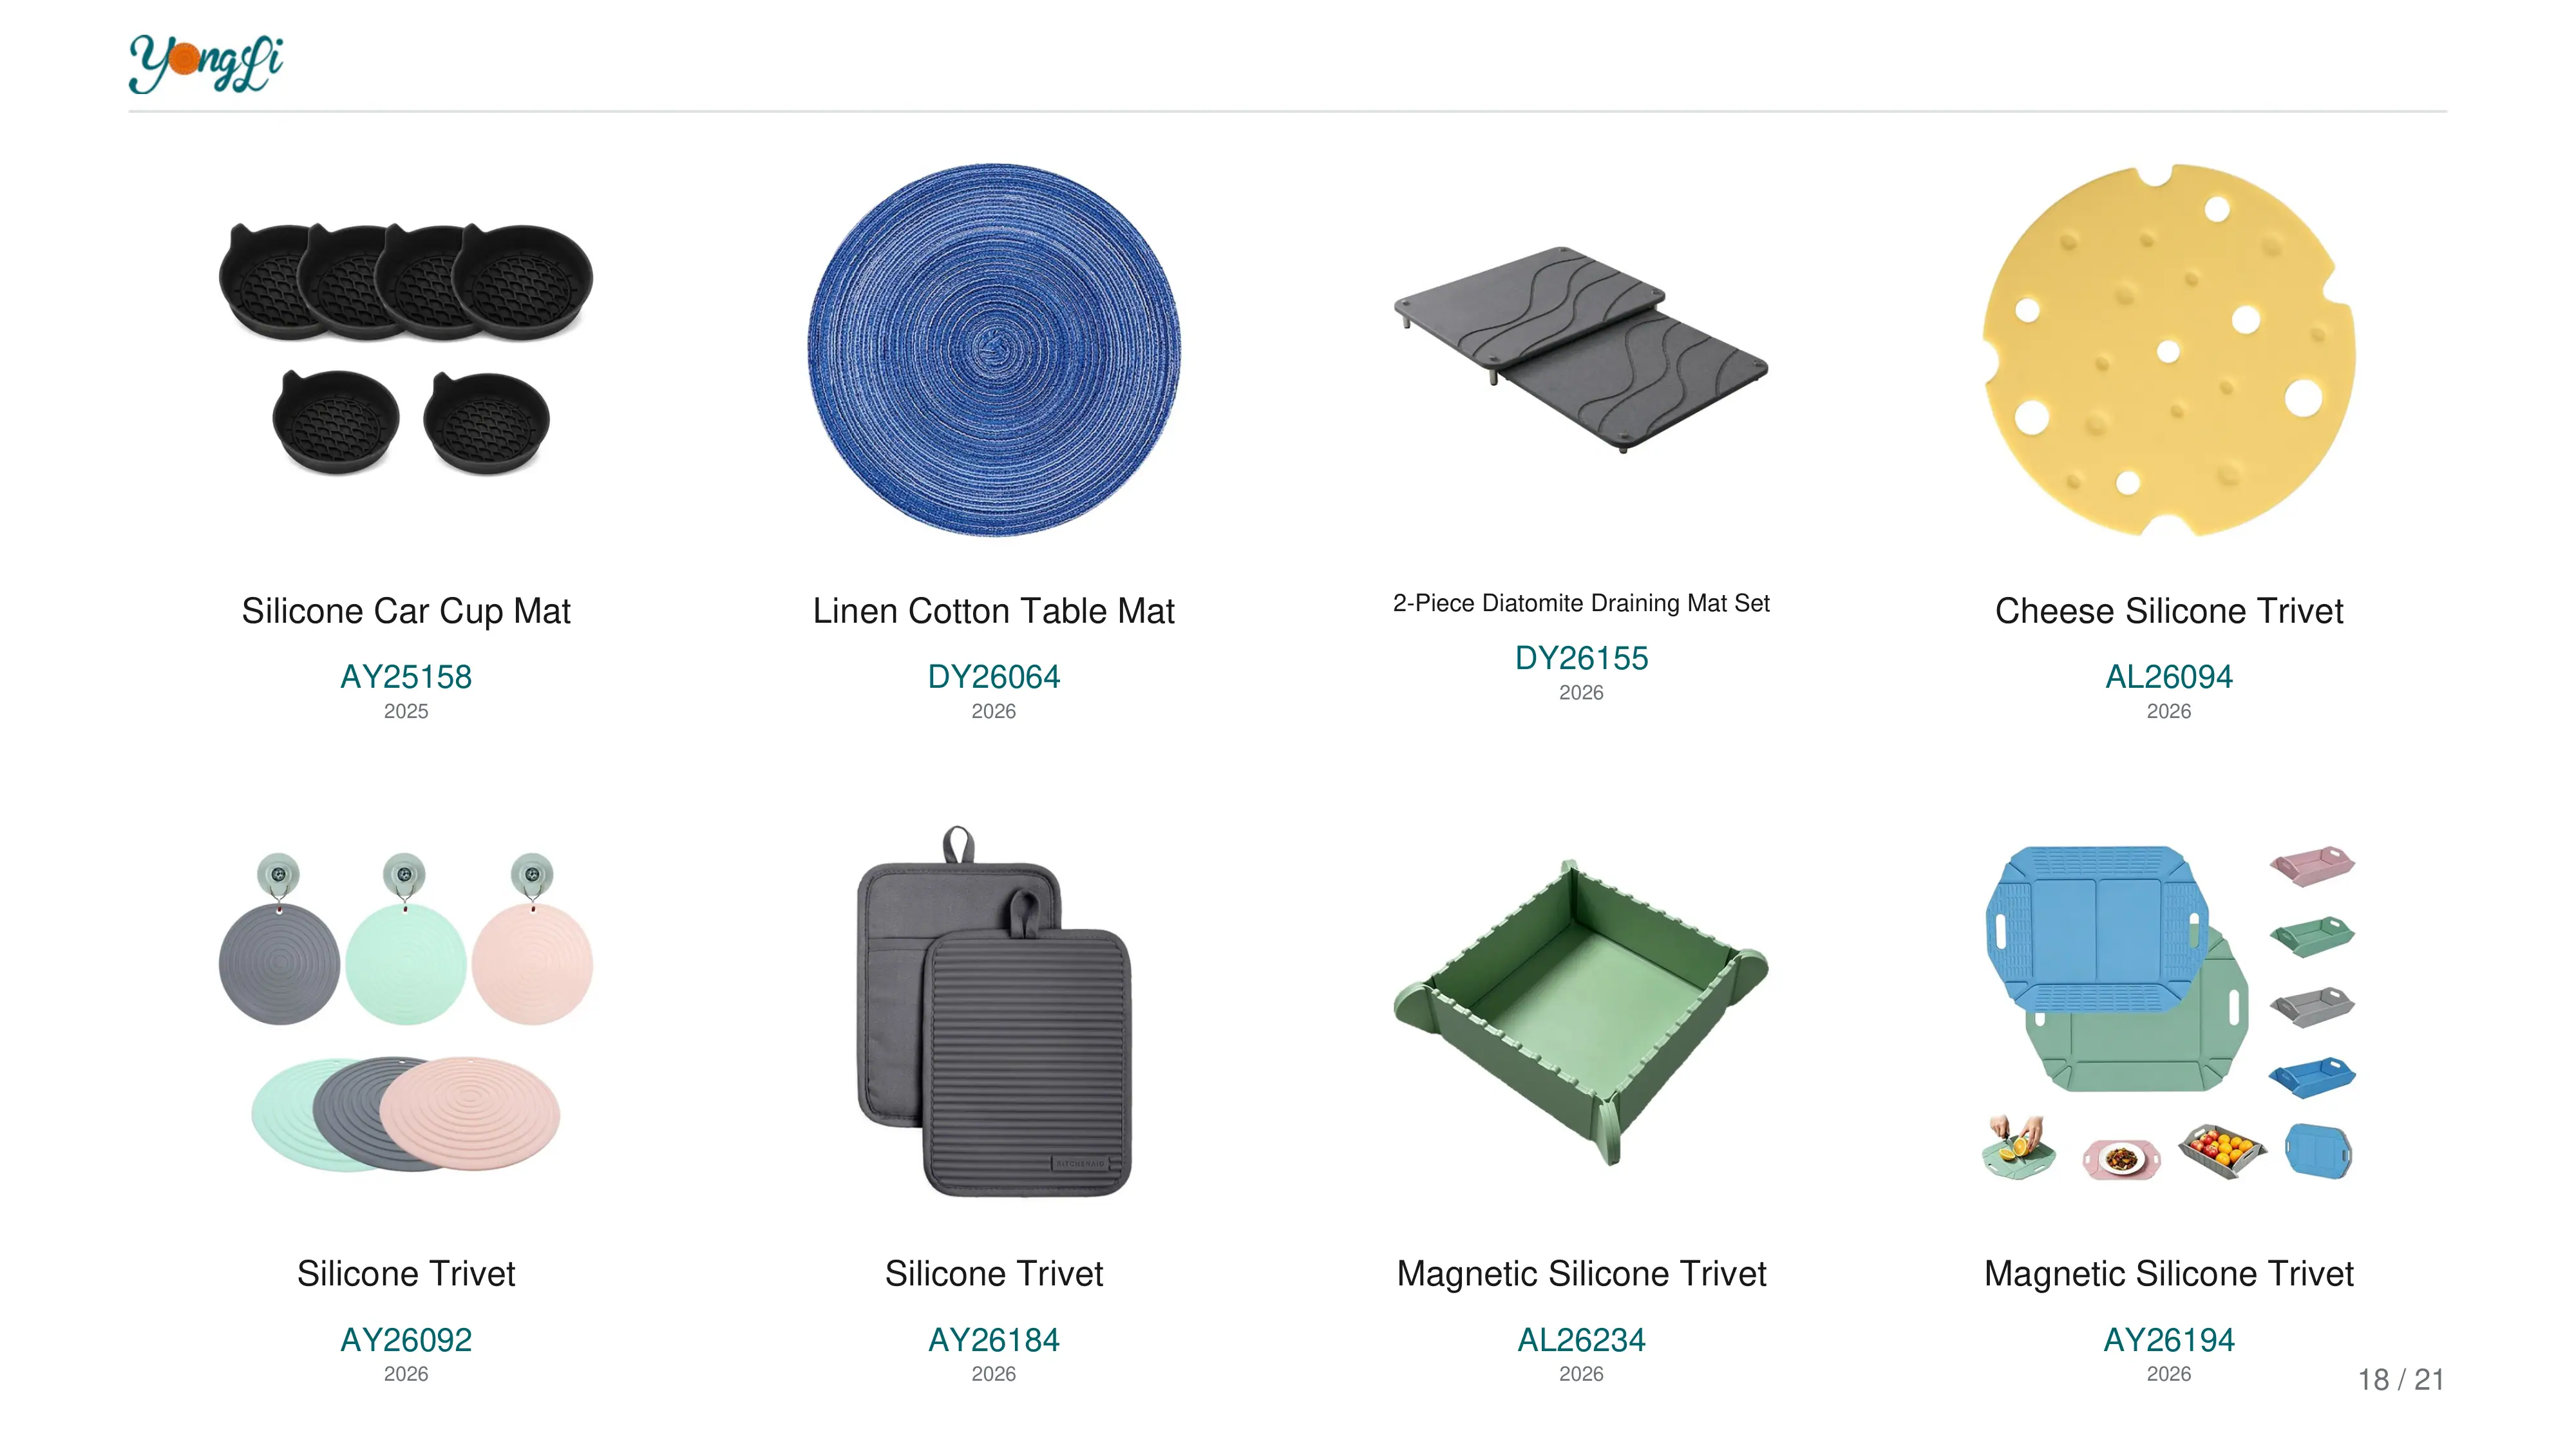 YongLi
Silicone Car Cup Mat
AY25158
2025
Linen Cotton Table Mat
DY26064
2026
2-Piece Diatomite Draining Mat Set
DY26155
2026
Cheese Silicone Trivet
AL26094
2026
KITCHENAID
Silicone Trivet
AY26092
2026
Silicone Trivet
AY26184
2026
Magnetic Silicone Trivet
AL26234
2026
Magnetic Silicone Trivet
AY26194
2026
18 / 21